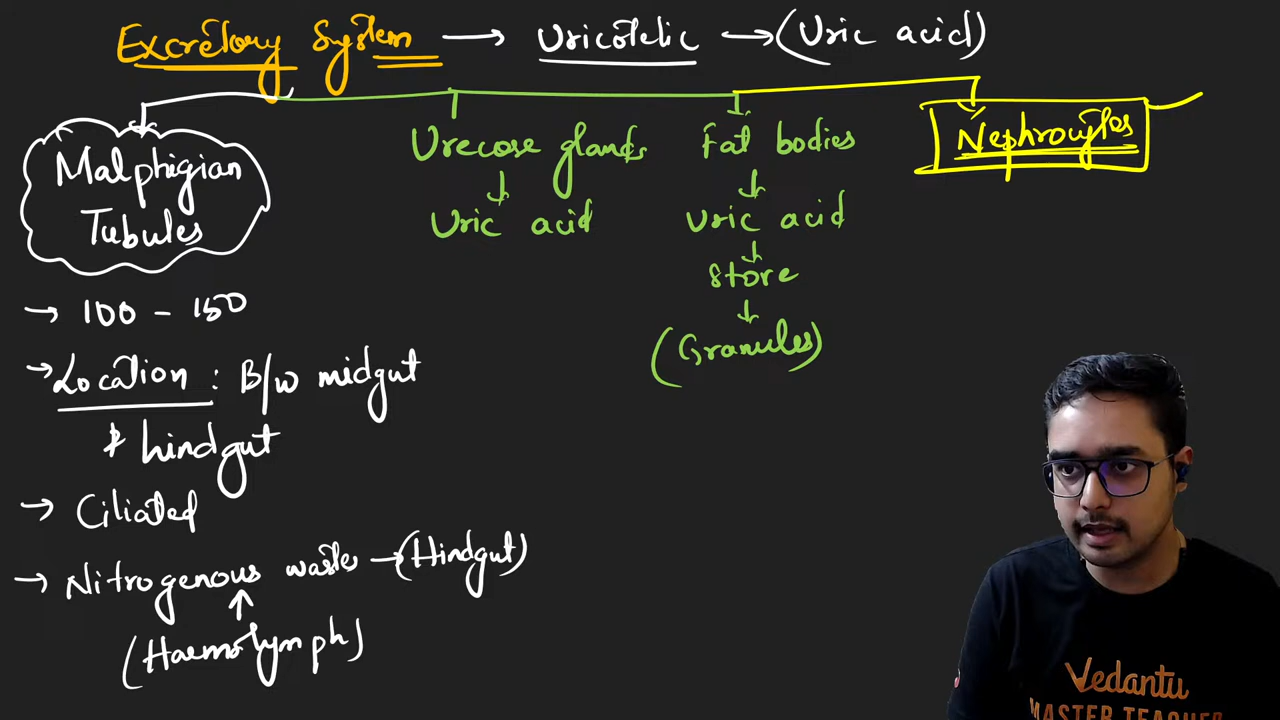 Excretory System → Uricotelic → (Uric acid)
Malphigian
Tubules
→ 100 - 150
→ Location : B/w midgut
& hindgut
→ Ciliated
→ Nitrogenous waste → (Hindgut)
↑
(Haemolymph)
Urecose glands
↓
Uric acid
Fat bodies
↓
Uric acid
↓
Store
↓
(Granules)
Nephrocytes
Vedantu
MASTER TEACHER